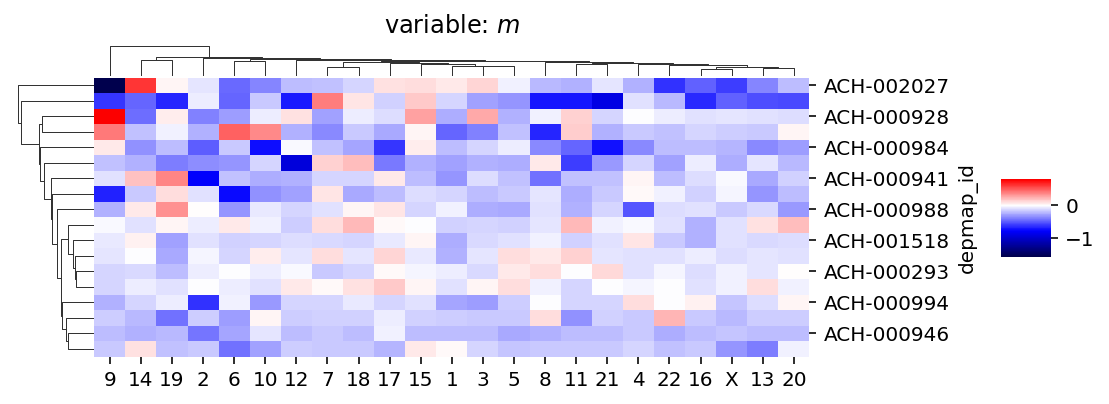 variable: m
ACH-002027
ACH-000928
ACH-000984
ACH-000941
ACH-000988
ACH-001518
ACH-000293
ACH-000994
ACH-000946
depmap_id
0
−1
9 14 19 2 6 10 12 7 18 17 15 1 3 5 8 11 21 4 22 16 X 13 20